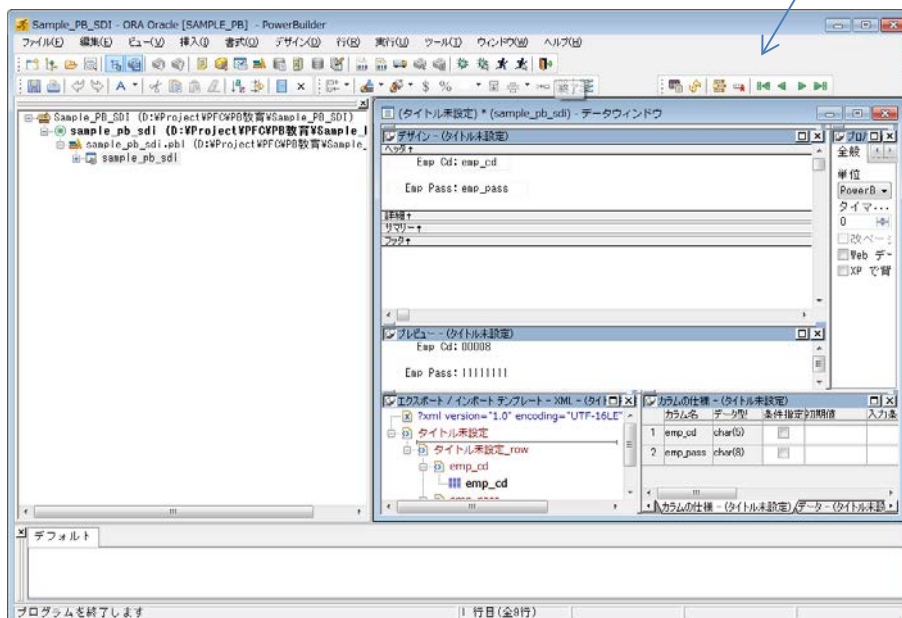 Sample_PB_SDI - ORA Oracle [SAMPLE_PB] - PowerBuilder
ファイル(F) 編集(E) ビュー(V) 挿入(I) 書式(O) デザイン(D) 行(R) 実行(U) ツール(T) ウィンドウ(W) ヘルプ(H)
終了
Sample_PB_SDI (D:¥Project¥PFC¥PB教育¥Sample_PB_SDI)
sample_pb_sdi (D:¥Project¥PFC¥PB教育¥Sample_
sample_pb_sdi.pbl (D:¥Project¥PFC¥PB教育¥Sample_
sample_pb_sdi
(タイトル未設定) * (sample_pb_sdi) - データウィンドウ
デザイン - (タイトル未設定)
ヘッダ↑
Emp Cd: emp_cd
Emp Pass: emp_pass
詳細↑
サマリー↑
フッタ↑
プロパ
全般
単位
PowerB
タイマ...
0
改ペー
Web デー
XP で背
プレビュー - (タイトル未設定)
Emp Cd: 00008
Emp Pass: 11111111
エクスポート / インポート テンプレート - XML - (タイト
?xml version="1.0" encoding="UTF-16LE"
タイトル未設定
タイトル未設定_row
emp_cd
emp_cd
emp_pass
カラムの仕様 - (タイトル未設定)
カラム名 データ型 条件指定 初期値 入力条
1 emp_cd char(5)
2 emp_pass char(8)
カラムの仕様 - (タイトル未設定) データ - (タイトル未設
デフォルト
プログラムを終了します
1 行目(全9行)